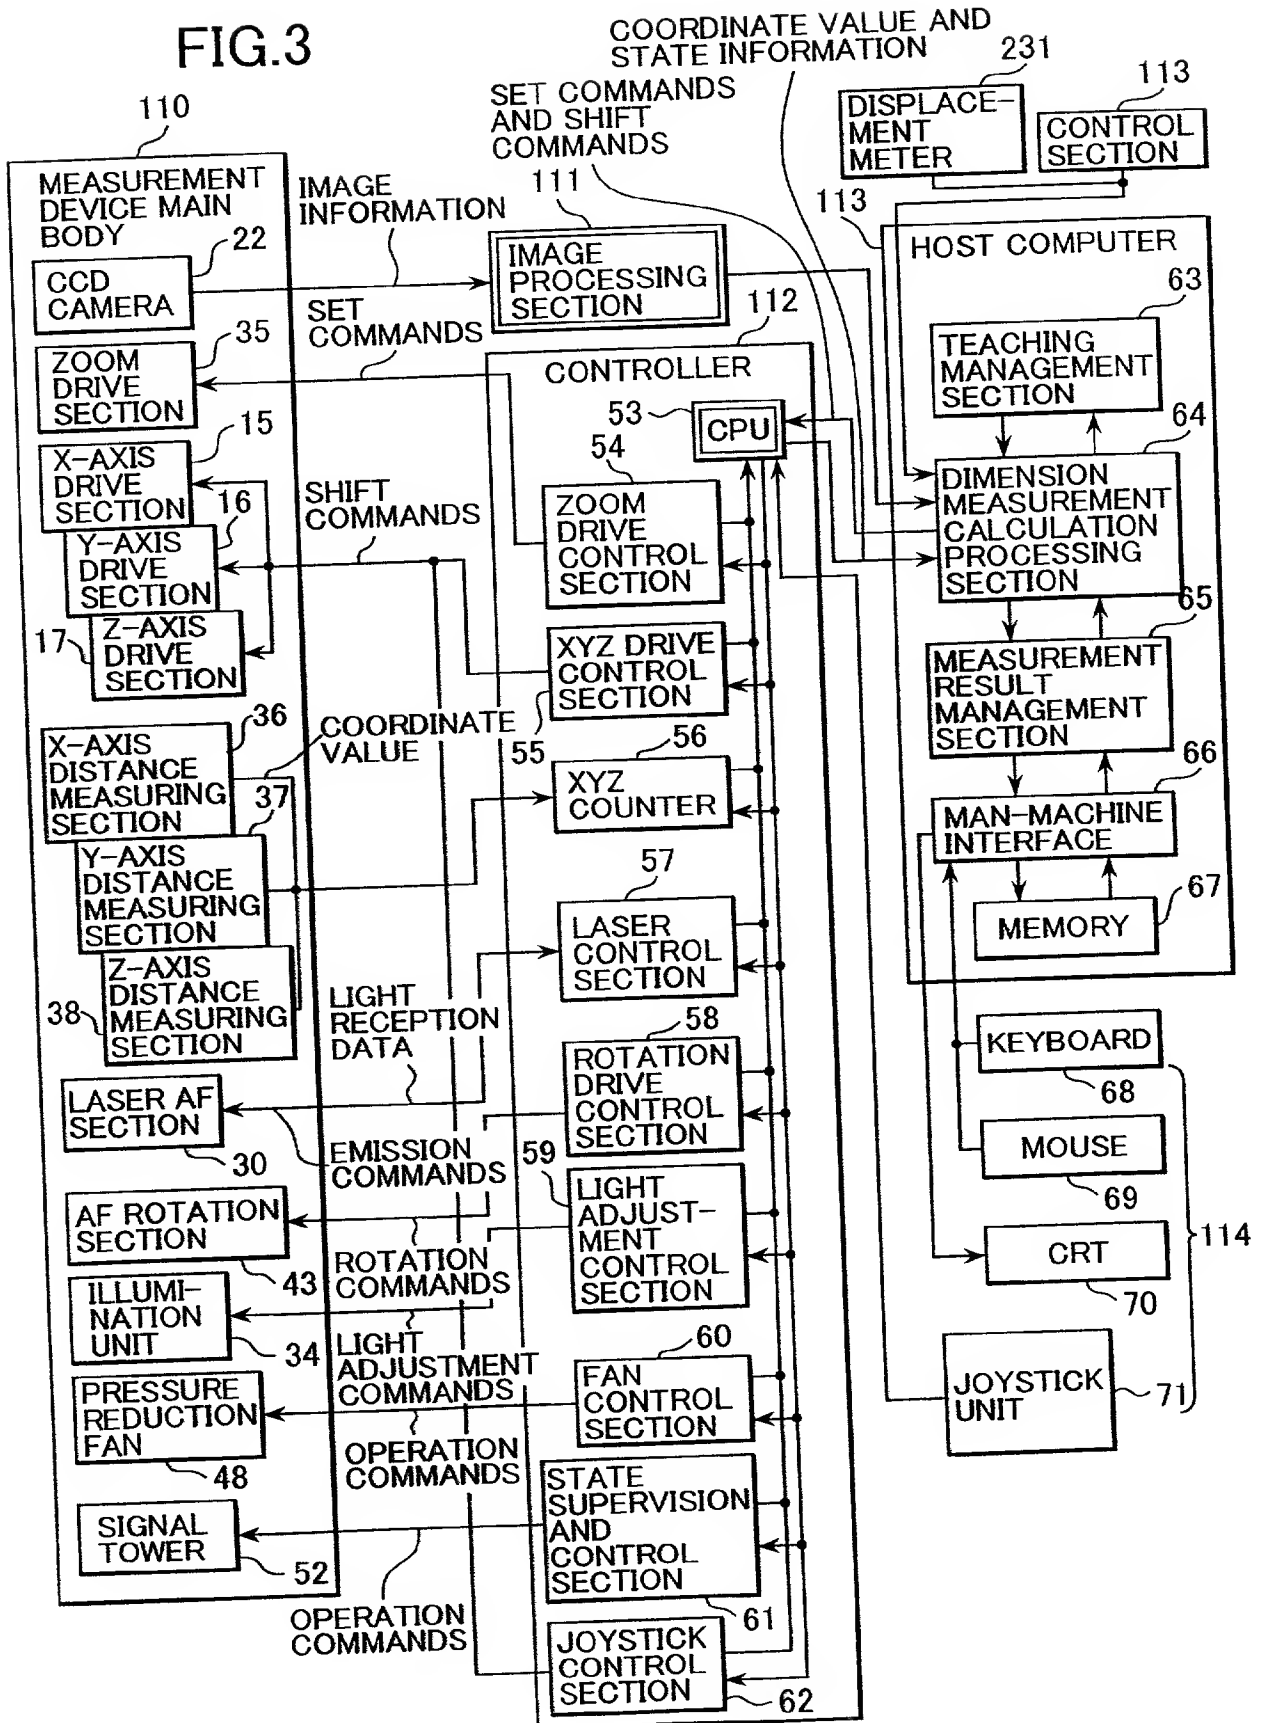 FIG.3
COORDINATE VALUE AND
STATE INFORMATION
SET COMMANDS
AND SHIFT
COMMANDS
231
DISPLACE-
MENT
METER
113
CONTROL
SECTION
110
MEASUREMENT
DEVICE MAIN
BODY
IMAGE
INFORMATION
111
IMAGE
PROCESSING
SECTION
113
HOST COMPUTER
22
CCD
CAMERA
SET
COMMANDS
112
CONTROLLER
35
ZOOM
DRIVE
SECTION
53
CPU
63
TEACHING
MANAGEMENT
SECTION
15
X-AXIS
DRIVE
SECTION
16
Y-AXIS
DRIVE
SECTION
17
Z-AXIS
DRIVE
SECTION
SHIFT
COMMANDS
54
ZOOM
DRIVE
CONTROL
SECTION
64
DIMENSION
MEASUREMENT
CALCULATION
PROCESSING
SECTION
XYZ DRIVE
CONTROL
SECTION
55
65
MEASUREMENT
RESULT
MANAGEMENT
SECTION
36
X-AXIS
DISTANCE
MEASURING
SECTION
COORDINATE
VALUE
37
Y-AXIS
DISTANCE
MEASURING
SECTION
38
Z-AXIS
DISTANCE
MEASURING
SECTION
56
XYZ
COUNTER
66
MAN-MACHINE
INTERFACE
57
LASER
CONTROL
SECTION
67
MEMORY
LIGHT
RECEPTION
DATA
58
ROTATION
DRIVE
CONTROL
SECTION
KEYBOARD
68
LASER AF
SECTION
30
EMISSION
COMMANDS
59
LIGHT
ADJUST-
MENT
CONTROL
SECTION
MOUSE
69
AF ROTATION
SECTION
43
ROTATION
COMMANDS
CRT
70
114
ILLUMI-
NATION
UNIT
34
LIGHT
ADJUSTMENT
COMMANDS
60
FAN
CONTROL
SECTION
JOYSTICK
UNIT
71
PRESSURE
REDUCTION
FAN
48
OPERATION
COMMANDS
STATE
SUPERVISION
AND
CONTROL
SECTION
61
SIGNAL
TOWER
52
OPERATION
COMMANDS
JOYSTICK
CONTROL
SECTION
62